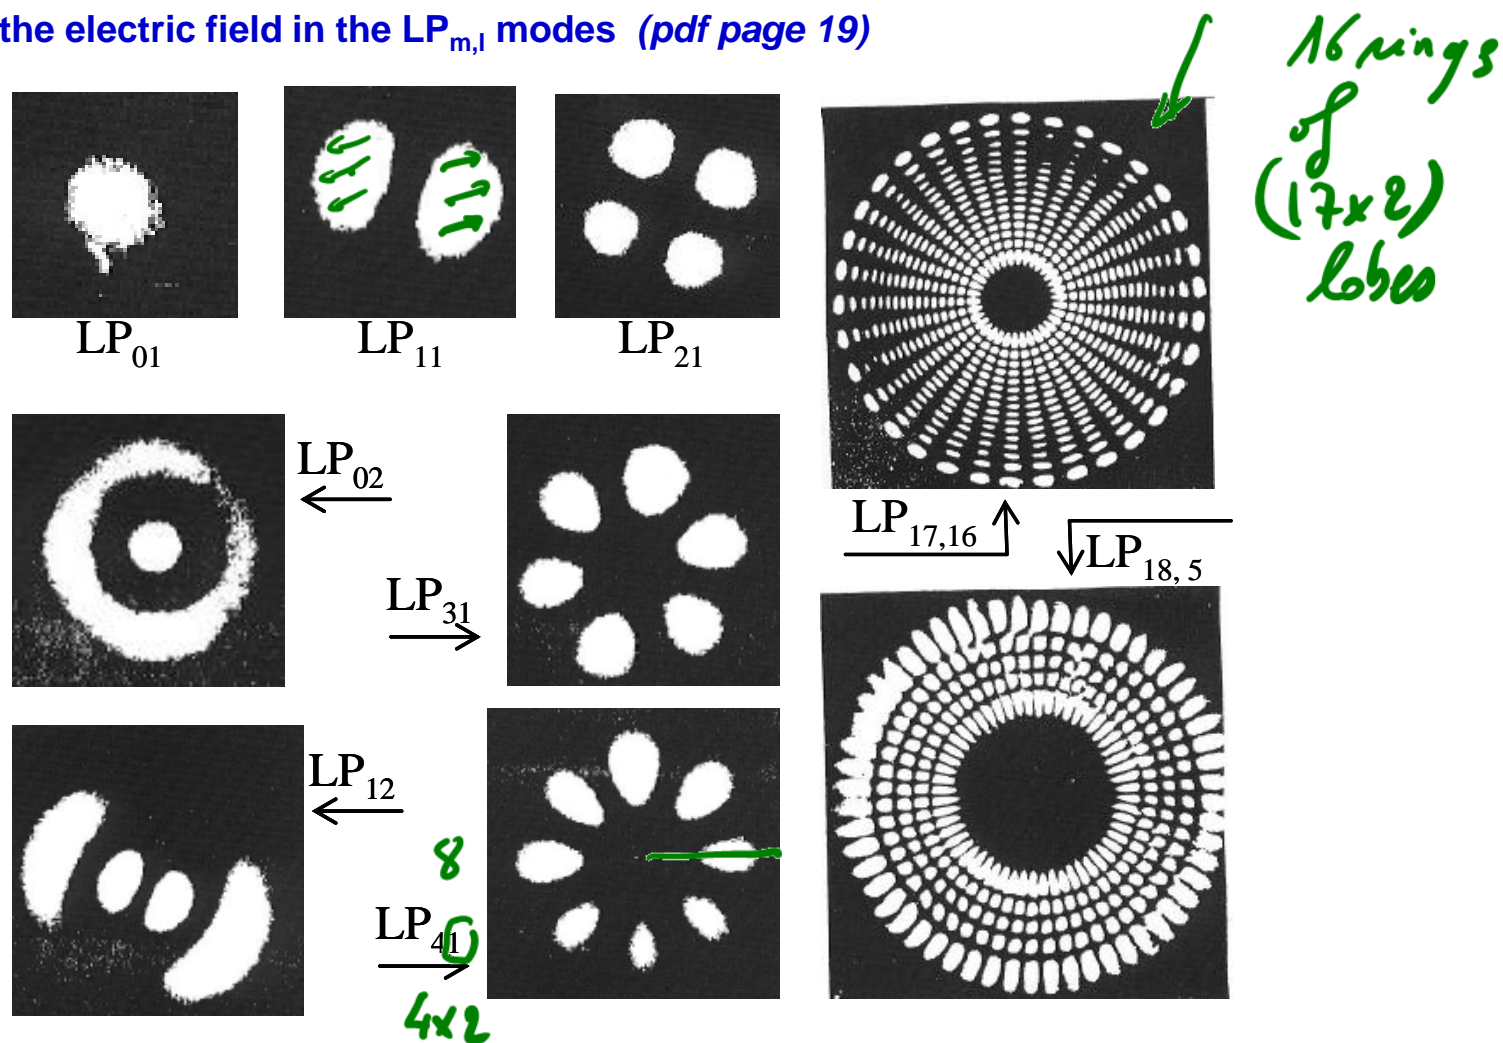 the electric field in the LPm,l modes (pdf page 19)
16 rings
of
(17x2)
lobes
LP01
LP11
LP21
LP02
LP31
LP17,16
LP18, 5
LP12
8
LP41
4x2